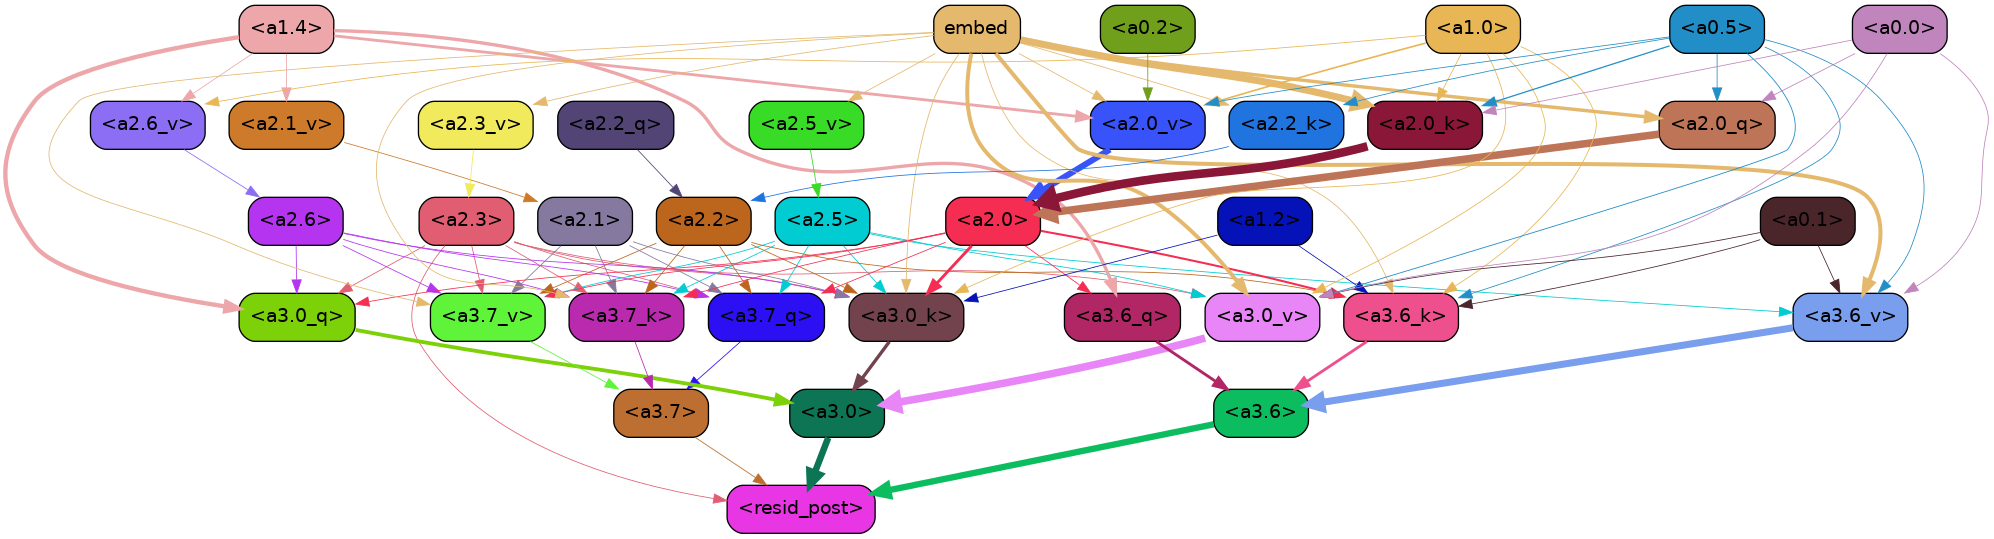 <a1.4>
embed
<a0.2>
<a1.0>
<a0.5>
<a0.0>
<a2.6_v>
<a2.1_v>
<a2.3_v>
<a2.2_q>
<a2.5_v>
<a2.0_v>
<a2.2_k>
<a2.0_k>
<a2.0_q>
<a2.6>
<a2.3>
<a2.1>
<a2.2>
<a2.5>
<a2.0>
<a1.2>
<a0.1>
<a3.0_q>
<a3.7_v>
<a3.7_k>
<a3.7_q>
<a3.0_k>
<a3.6_q>
<a3.0_v>
<a3.6_k>
<a3.6_v>
<a3.7>
<a3.0>
<a3.6>
<resid_post>